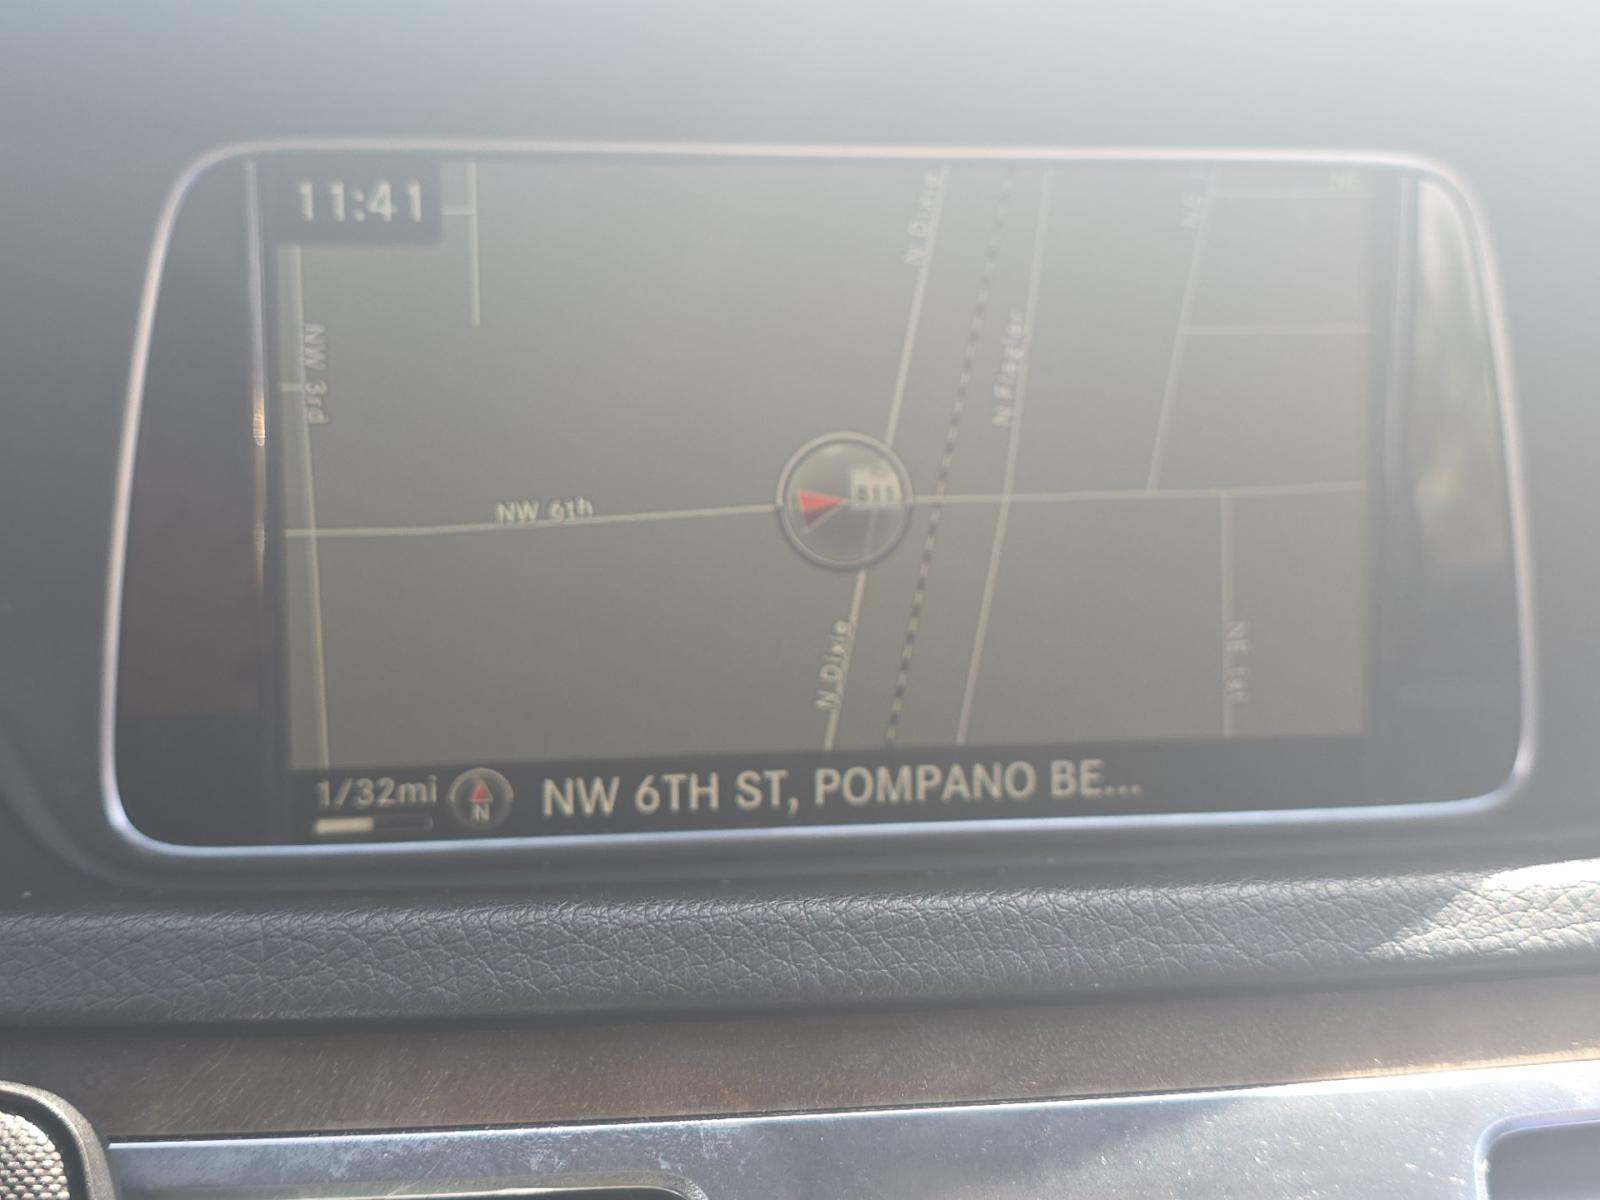 11:41
N Dixie
NE
NW 3rd
N Flagler
NW 6th
811
N Dixie
NE 1st
1/32mi
N
NW 6TH ST, POMPANO BE...